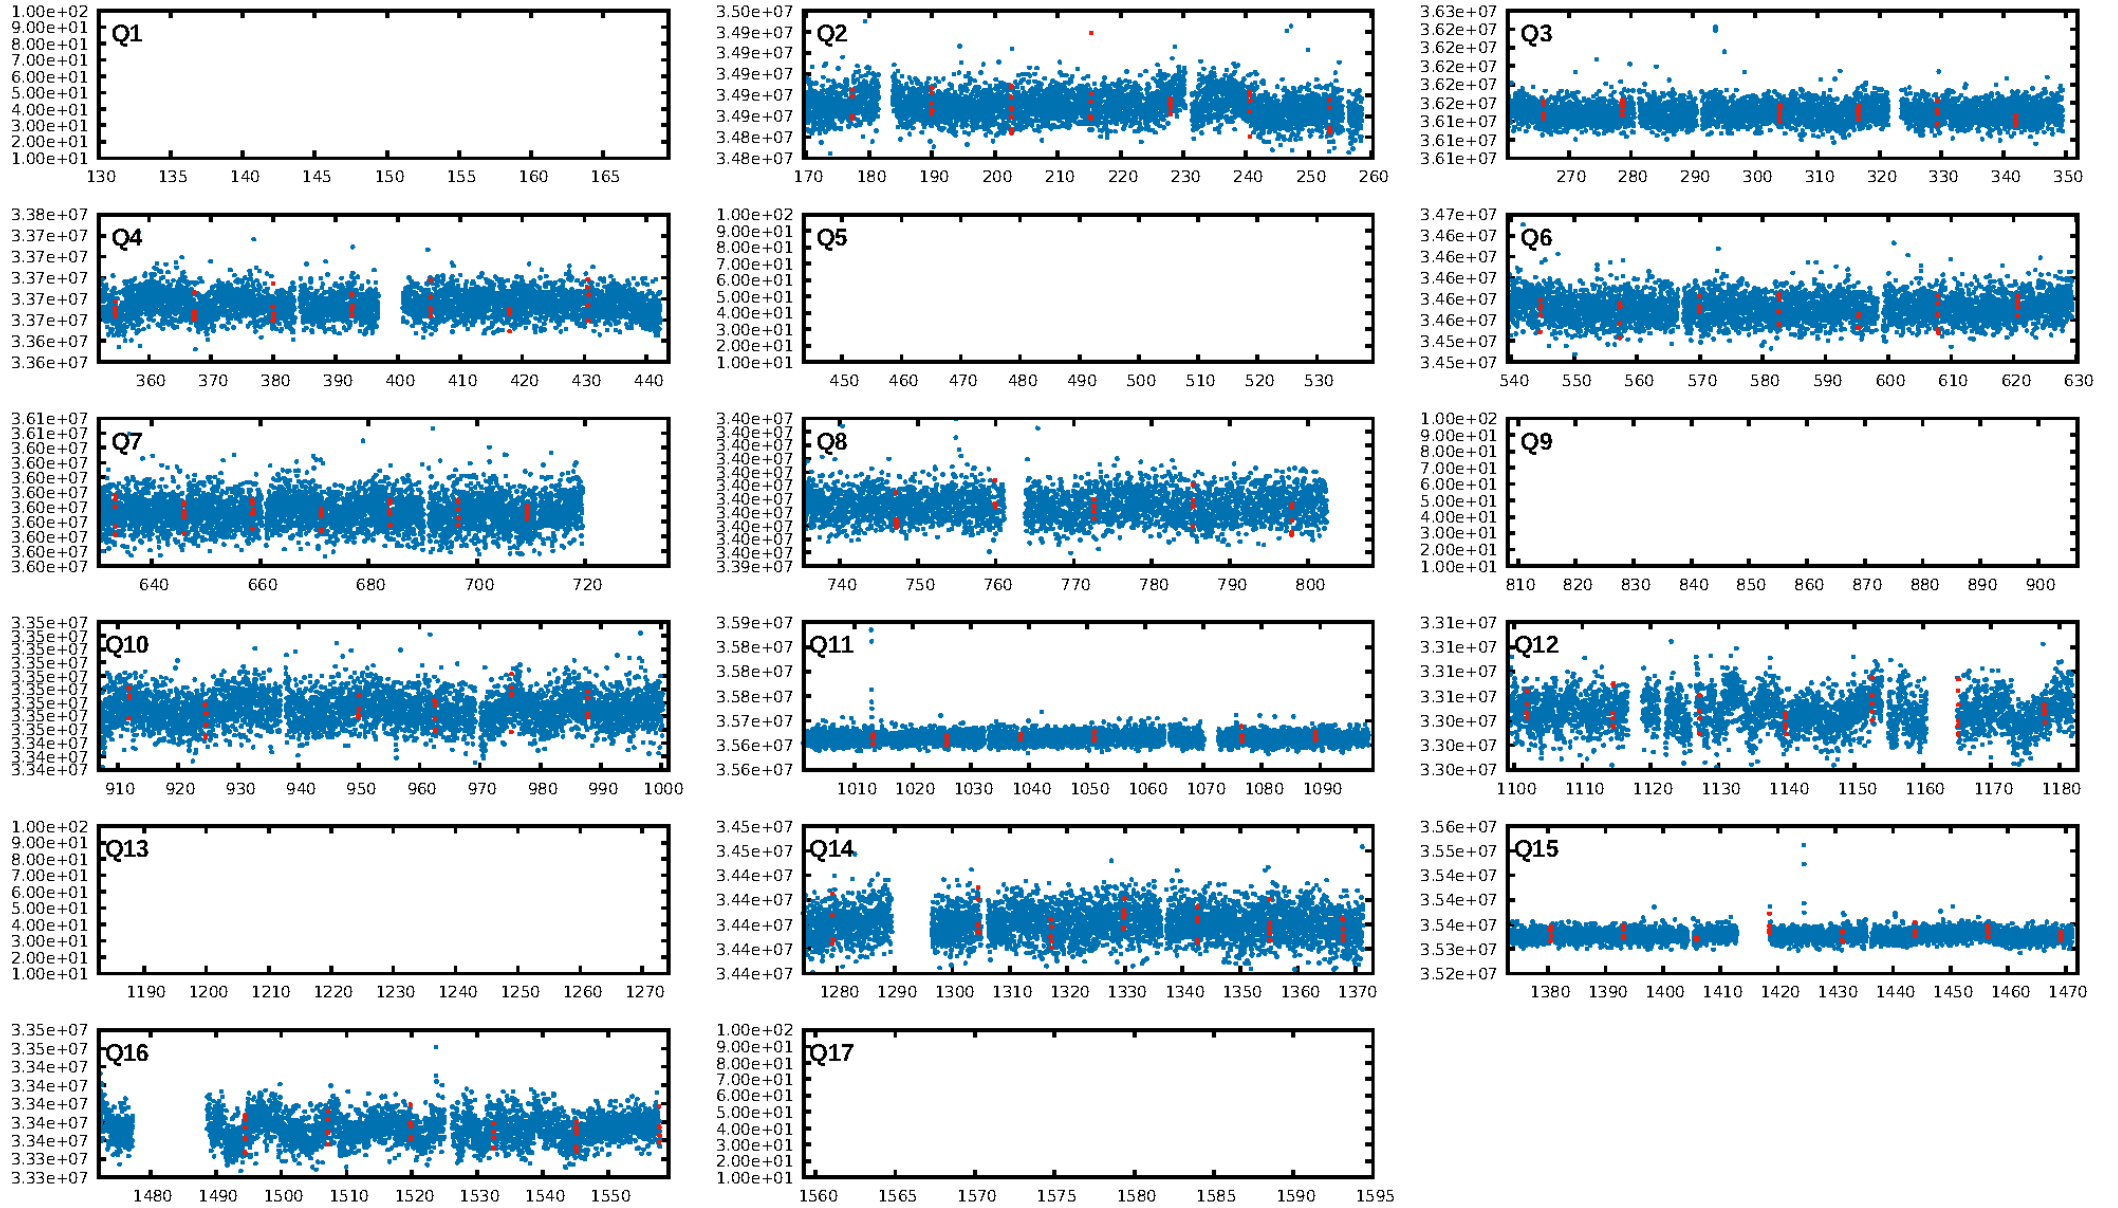 Q1
1.00e+02
9.00e+01
8.00e+01
7.00e+01
6.00e+01
5.00e+01
4.00e+01
3.00e+01
2.00e+01
1.00e+01
130 135 140 145 150 155 160 165
Q2
3.50e+07
3.49e+07
3.49e+07
3.49e+07
3.49e+07
3.49e+07
3.48e+07
3.48e+07
170 180 190 200 210 220 230 240 250 260
Q3
3.63e+07
3.62e+07
3.62e+07
3.62e+07
3.62e+07
3.62e+07
3.61e+07
3.61e+07
3.61e+07
270 280 290 300 310 320 330 340 350
Q4
3.38e+07
3.37e+07
3.37e+07
3.37e+07
3.37e+07
3.37e+07
3.36e+07
3.36e+07
360 370 380 390 400 410 420 430 440
Q5
1.00e+02
9.00e+01
8.00e+01
7.00e+01
6.00e+01
5.00e+01
4.00e+01
3.00e+01
2.00e+01
1.00e+01
450 460 470 480 490 500 510 520 530
Q6
3.47e+07
3.46e+07
3.46e+07
3.46e+07
3.46e+07
3.46e+07
3.45e+07
3.45e+07
540 550 560 570 580 590 600 610 620 630
Q7
3.61e+07
3.61e+07
3.60e+07
3.60e+07
3.60e+07
3.60e+07
3.60e+07
3.60e+07
3.60e+07
3.60e+07
3.60e+07
640 660 680 700 720
Q8
3.40e+07
3.40e+07
3.40e+07
3.40e+07
3.40e+07
3.40e+07
3.40e+07
3.40e+07
3.40e+07
3.40e+07
3.40e+07
3.39e+07
740 750 760 770 780 790 800
Q9
1.00e+02
9.00e+01
8.00e+01
7.00e+01
6.00e+01
5.00e+01
4.00e+01
3.00e+01
2.00e+01
1.00e+01
810 820 830 840 850 860 870 880 890 900
Q10
3.35e+07
3.35e+07
3.35e+07
3.35e+07
3.35e+07
3.35e+07
3.35e+07
3.35e+07
3.35e+07
3.34e+07
3.34e+07
3.34e+07
910 920 930 940 950 960 970 980 990 1000
Q11
3.59e+07
3.58e+07
3.58e+07
3.58e+07
3.57e+07
3.56e+07
3.56e+07
1010 1020 1030 1040 1050 1060 1070 1080 1090
Q12
3.31e+07
3.31e+07
3.31e+07
3.31e+07
3.30e+07
3.30e+07
3.30e+07
1100 1110 1120 1130 1140 1150 1160 1170 1180
Q13
1.00e+02
9.00e+01
8.00e+01
7.00e+01
6.00e+01
5.00e+01
4.00e+01
3.00e+01
2.00e+01
1.00e+01
1190 1200 1210 1220 1230 1240 1250 1260 1270
Q14
3.45e+07
3.45e+07
3.44e+07
3.44e+07
3.44e+07
3.44e+07
3.44e+07
1280 1290 1300 1310 1320 1330 1340 1350 1360 1370
Q15
3.56e+07
3.55e+07
3.54e+07
3.54e+07
3.54e+07
3.53e+07
3.52e+07
1380 1390 1400 1410 1420 1430 1440 1450 1460 1470
Q16
3.35e+07
3.35e+07
3.34e+07
3.34e+07
3.34e+07
3.34e+07
3.34e+07
3.33e+07
3.33e+07
1480 1490 1500 1510 1520 1530 1540 1550
Q17
1.00e+02
9.00e+01
8.00e+01
7.00e+01
6.00e+01
5.00e+01
4.00e+01
3.00e+01
2.00e+01
1.00e+01
1560 1565 1570 1575 1580 1585 1590 1595